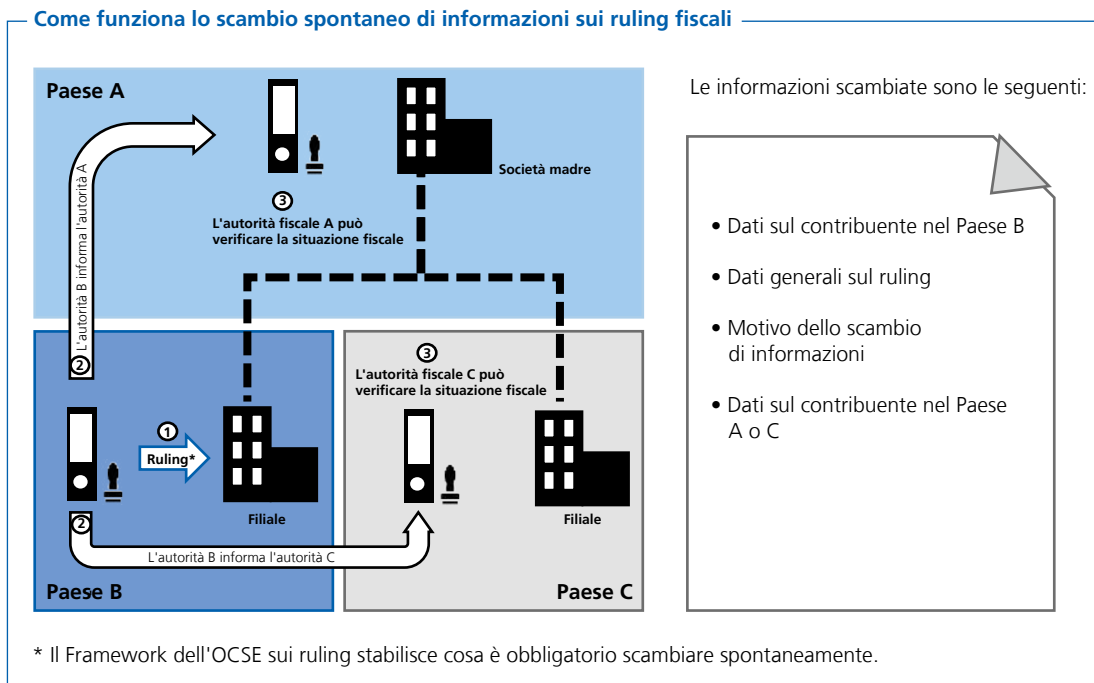 Come funziona lo scambio spontaneo di informazioni sui ruling fiscali
Paese A
Società madre
3
L'autorità fiscale A può
verificare la situazione fiscale
L'autorità B informa l'autorità A
2
3
L'autorità fiscale C può
verificare la situazione fiscale
1
Ruling*
Filiale
Filiale
2
L'autorità B informa l'autorità C
Paese B
Paese C
Le informazioni scambiate sono le seguenti:
• Dati sul contribuente nel Paese B
• Dati generali sul ruling
• Motivo dello scambio
di informazioni
• Dati sul contribuente nel Paese
A o C
* Il Framework dell'OCSE sui ruling stabilisce cosa è obbligatorio scambiare spontaneamente.